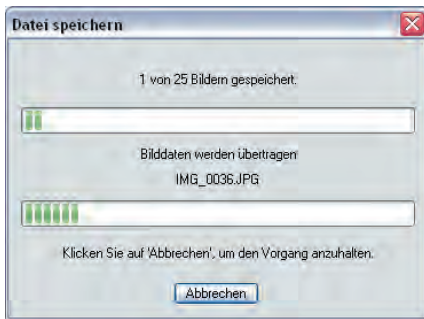 Datei speichern
1 von 25 Bildern gespeichert.
Bilddaten werden übertragen
IMG_0036.JPG
Klicken Sie auf 'Abbrechen', um den Vorgang anzuhalten.
Abbrechen